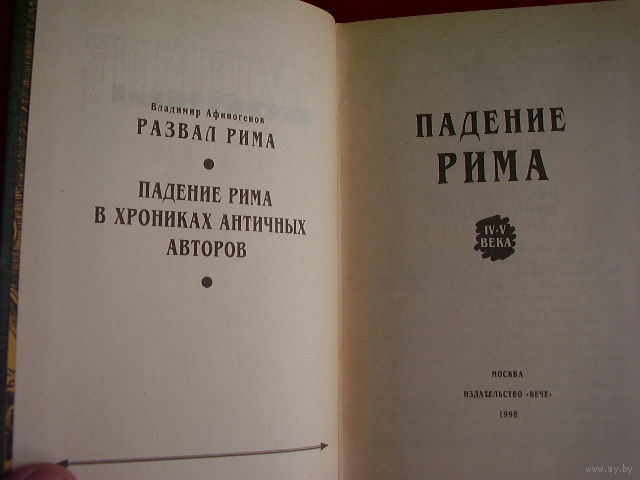 Владимир Афиногенов
РАЗВАЛ РИМА
ПАДЕНИЕ РИМА
В ХРОНИКАХ АНТИЧНЫХ
АВТОРОВ
ПАДЕНИЕ
РИМА
IV-V
ВЕКА
МОСКВА
ИЗДАТЕЛЬСТВО «ВЕЧЕ»
1998
www.ay.by